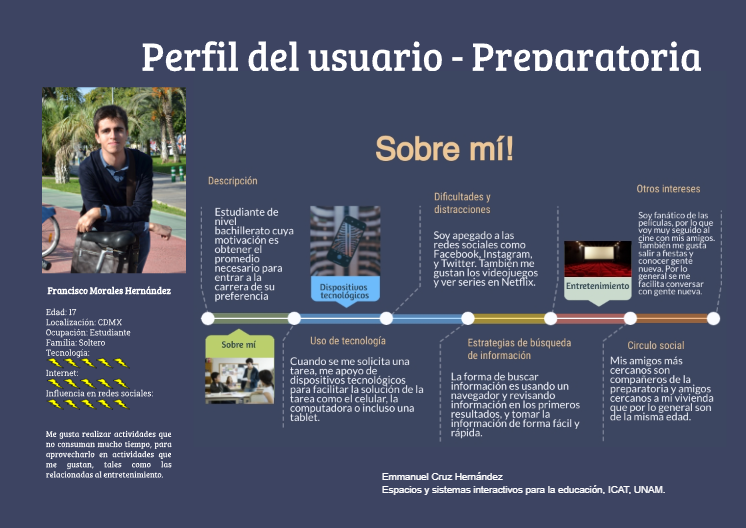 Perfil del usuario - Preparatoria
Sobre mí!
Francisco Morales Hernández
Edad: 17
Localización: CDMX
Ocupación: Estudiante
Familia: Soltero
Tecnología:
Internet:
Influencia en redes sociales:
Me gusta realizar actividades que
no consuman mucho tiempo, para
aprovecharlo en actividades que
me gustan, tales como las
relacionadas al entretenimiento.
Descripción
Estudiante de
nivel
bachillerato cuya
motivación es
obtener el
promedio
necesario para
entrar a la
carrera de su
preferencia
Dispositivos
tecnológicos
Dificultades y
distracciones
Soy apegado a las
redes sociales como
Facebook, Instagram,
y Twitter. También me
gustan los videojuegos
y ver series en Netflix.
Entretenimiento
Otros intereses
Soy fanático de las
películas, por lo que
voy muy seguido al
cine con mis amigos.
También me gusta
salir a fiestas y
conocer gente
nueva. Por lo
general se me
facilita conversar
con gente nueva.
Sobre mí
Uso de tecnología
Cuando se me solicita una
tarea, me apoyo de
dispositivos tecnológicos
para facilitar la solución de la
tarea como el celular, la
computadora o incluso una
tablet.
Estrategias de búsqueda
de información
La forma de buscar
información es usando un
navegador y revisando
información en los primeros
resultados, y tomar la
información de forma fácil y
rápida.
Circulo social
Mis amigos más
cercanos son
compañeros de la
preparatoria y amigos
cercanos a mi vivienda
que por lo general son
de la misma edad.
Emmanuel Cruz Hernández
Espacios y sistemas interactivos para la educación, ICAT, UNAM.